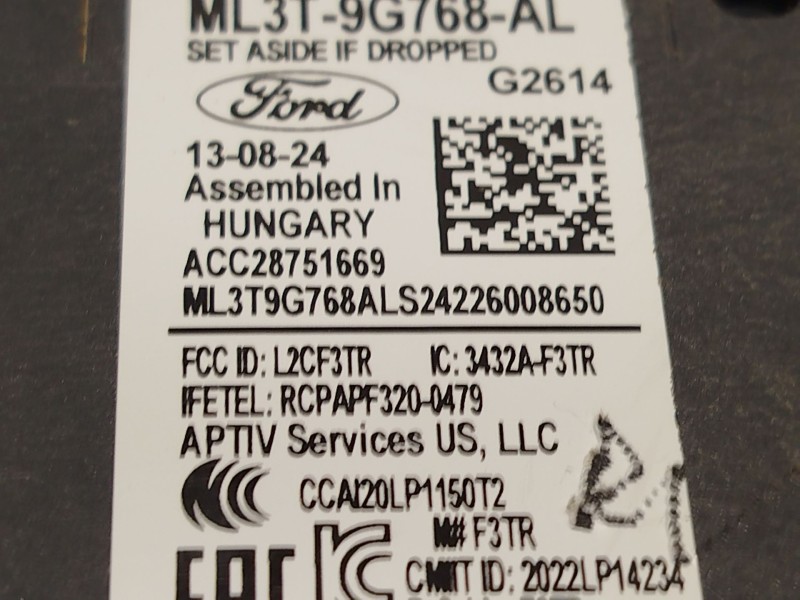 ML3T-9G768-AL
SET ASIDE IF DROPPED
G2614
Ford
13-08-24
Assembled In
HUNGARY
ACC28751669
ML3T9G768ALS24226008650
FCC ID: L2CF3TR IC: 3432A-F3TR
IFETEL: RCPAPF320-0479
APTIV Services US, LLC
CCAI20LP1150T2
M# F3TR
CMIIT ID: 2022LP14234